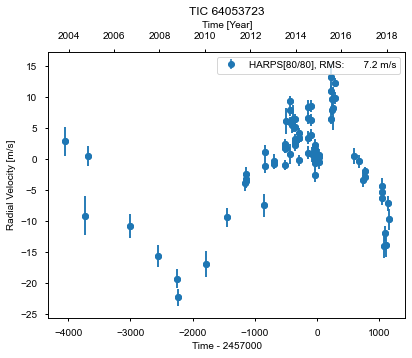 TIC 64053723
Time [Year]
2004 2006 2008 2010 2012 2014 2016 2018
HARPS[80/80], RMS: 7.2 m/s
15
10
5
0
−5
−10
−15
−20
−25
Radial Velocity [m/s]
−4000 −3000 −2000 −1000 0 1000
Time - 2457000